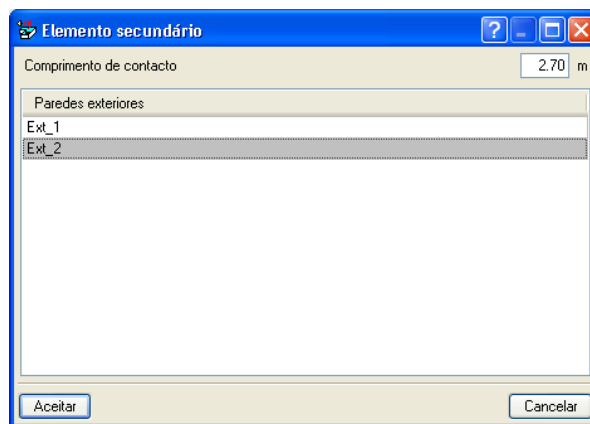 Elemento secundário
Comprimento de contacto 2.70 m
Paredes exteriores
Ext_1
Ext_2
Aceitar Cancelar